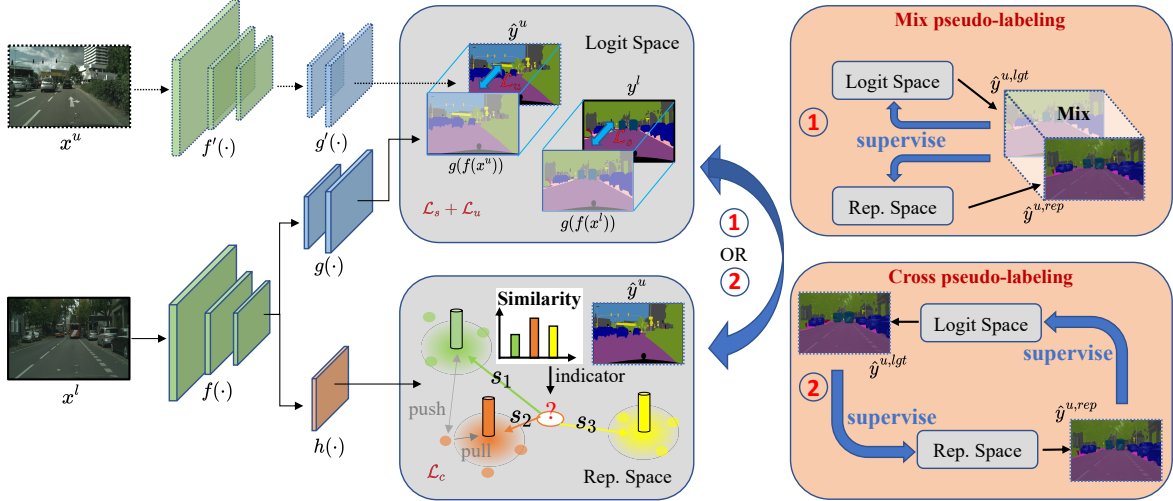 x^u
f′(·)
g′(·)
ŷ^u
Logit Space
𝓛_u
y^l
𝓛_s
g(f(x^u))
g(f(x^l))
𝓛_s + 𝓛_u
g(·)
x^l
f(·)
h(·)
Similarity
ŷ^u
indicator
s_1
?
push
s_2
s_3
pull
𝓛_c
Rep. Space
1
OR
2
Mix pseudo-labeling
Logit Space
ŷ^{u,lgt}
Mix
1
supervise
Rep. Space
ŷ^{u,rep}
Cross pseudo-labeling
Logit Space
ŷ^{u,lgt}
supervise
2
supervise
ŷ^{u,rep}
Rep. Space